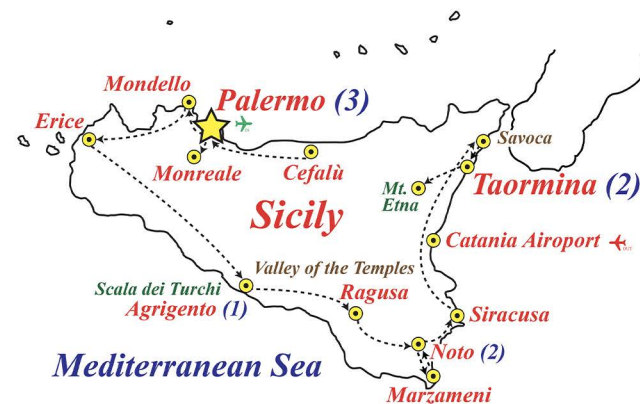 Mondello
Palermo (3)
Erice
Savoca
Monreale
Cefalù
Taormina (2)
Mt.
Etna
Sicily
Catania Airoport
OUT
Valley of the Temples
Scala dei Turchi
Ragusa
Agrigento (1)
Siracusa
Noto (2)
Mediterranean Sea
Marzameni